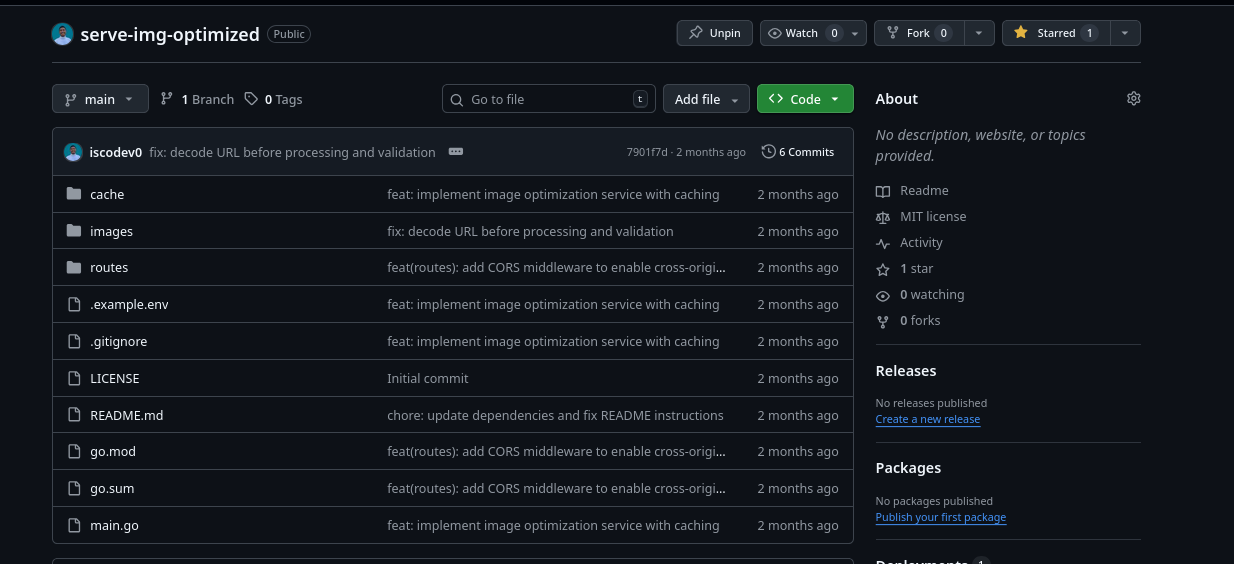 serve-img-optimized Public Unpin Watch 0 Fork 0 Starred 1
main 1 Branch 0 Tags Go to file t Add file Code
iscodev0 fix: decode URL before processing and validation 7901f7d · 2 months ago 6 Commits
cache feat: implement image optimization service with caching 2 months ago
images fix: decode URL before processing and validation 2 months ago
routes feat(routes): add CORS middleware to enable cross-origi... 2 months ago
.example.env feat: implement image optimization service with caching 2 months ago
.gitignore feat: implement image optimization service with caching 2 months ago
LICENSE Initial commit 2 months ago
README.md chore: update dependencies and fix README instructions 2 months ago
go.mod feat(routes): add CORS middleware to enable cross-origi... 2 months ago
go.sum feat(routes): add CORS middleware to enable cross-origi... 2 months ago
main.go feat: implement image optimization service with caching 2 months ago
About
No description, website, or topics
provided.
Readme
MIT license
Activity
1 star
0 watching
0 forks
Releases
No releases published
Create a new release
Packages
No packages published
Publish your first package
Deployments 1